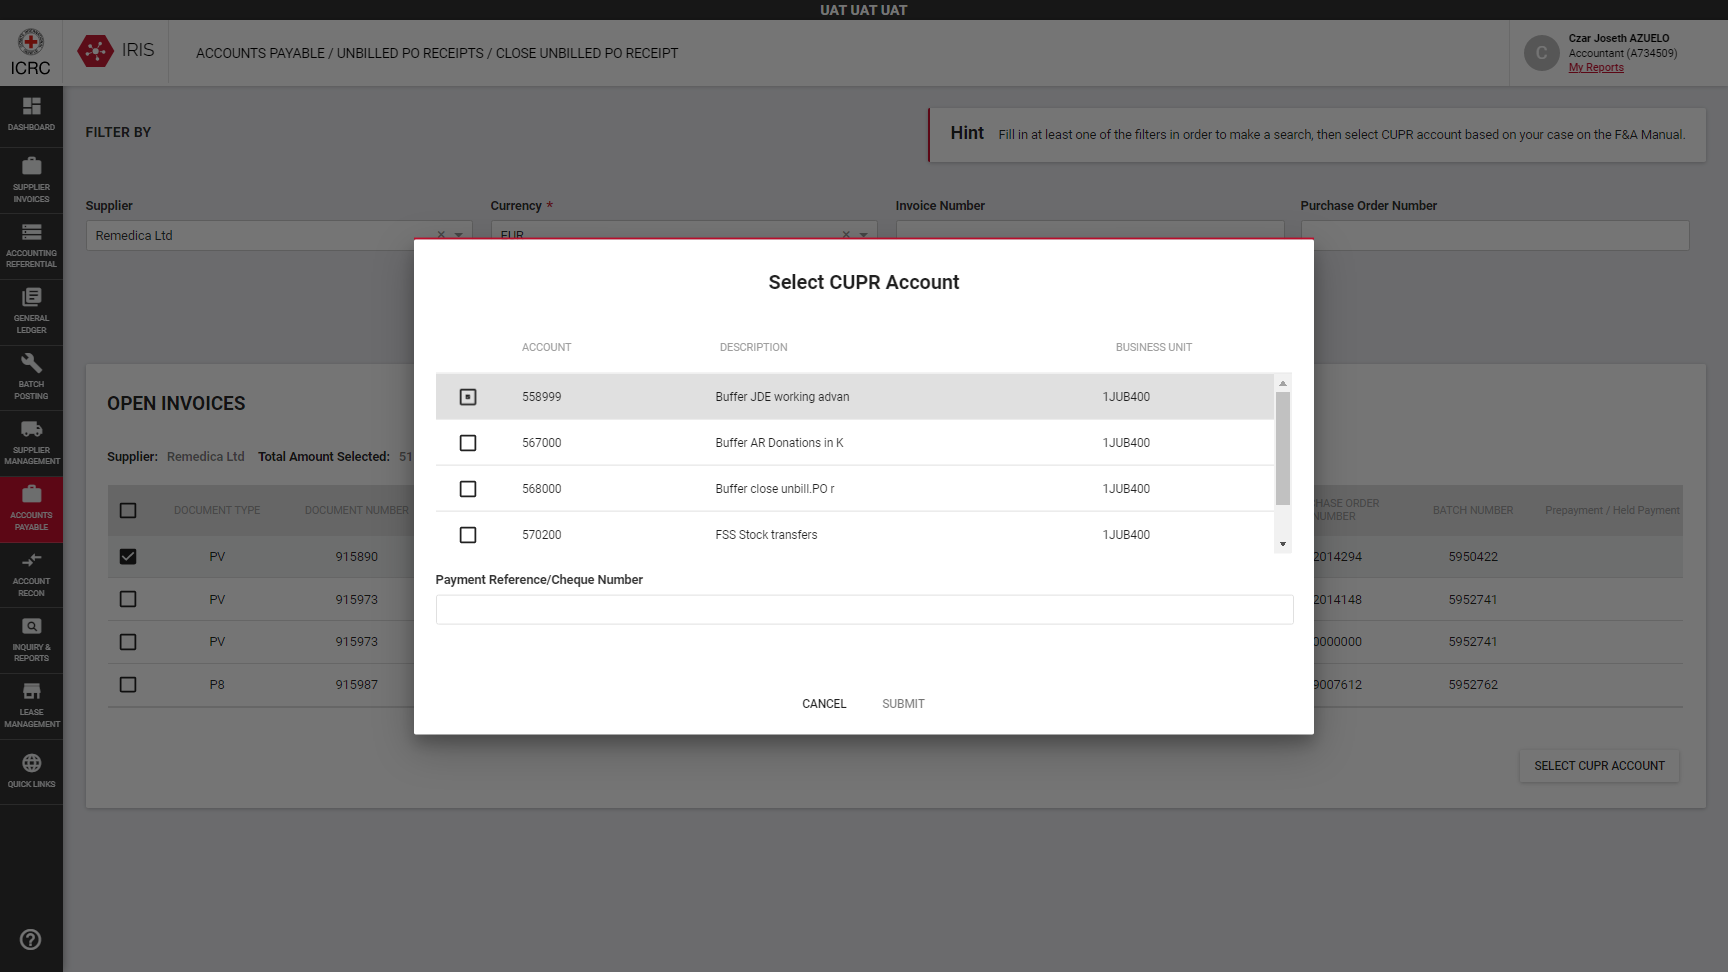 UAT UAT UAT
ICRC
IRIS
ACCOUNTS PAYABLE / UNBILLED PO RECEIPTS / CLOSE UNBILLED PO RECEIPT
C
Czar Joseth AZUELO
Accountant (A734509)
My Reports
DASHBOARD
SUPPLIER
INVOICES
ACCOUNTING
REFERENTIAL
GENERAL
LEDGER
BATCH
POSTING
SUPPLIER
MANAGEMENT
ACCOUNTS
PAYABLE
ACCOUNT
RECON
INQUIRY &
REPORTS
LEASE
MANAGEMENT
QUICK LINKS
FILTER BY
Hint Fill in at least one of the filters in order to make a search, then select CUPR account based on your case on the F&A Manual.
Supplier Currency * Invoice Number Purchase Order Number
Remedica Ltd EUR
OPEN INVOICES
Supplier: Remedica Ltd Total Amount Selected: 51
DOCUMENT TYPE DOCUMENT NUMBER HASE ORDER NUMBER BATCH NUMBER Prepayment / Held Payment
PV 915890 2014294 5950422
PV 915973 2014148 5952741
PV 915973 0000000 5952741
P8 915987 9007612 5952762
SELECT CUPR ACCOUNT
Select CUPR Account
ACCOUNT DESCRIPTION BUSINESS UNIT
558999 Buffer JDE working advan 1JUB400
567000 Buffer AR Donations in K 1JUB400
568000 Buffer close unbill.PO r 1JUB400
570200 FSS Stock transfers 1JUB400
Payment Reference/Cheque Number
CANCEL SUBMIT